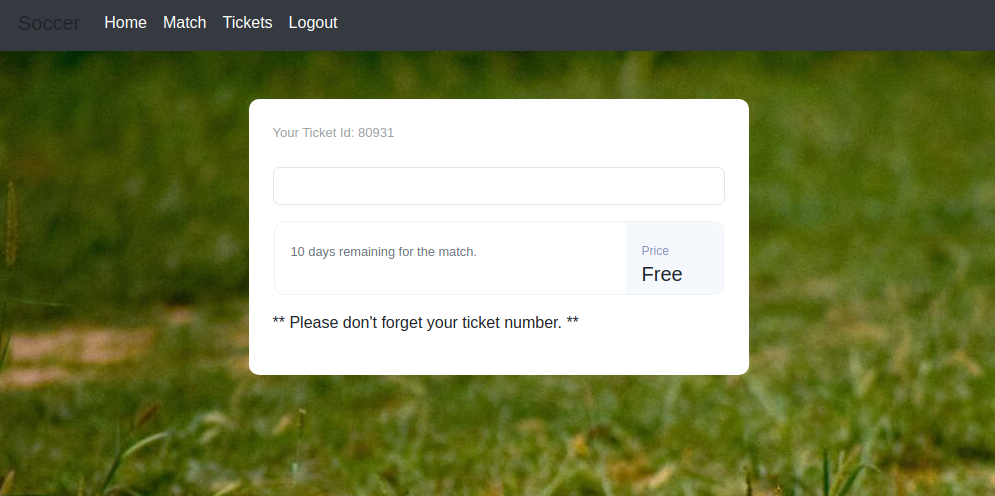 Soccer Home Match Tickets Logout
Your Ticket Id: 80931
10 days remaining for the match.
Price
Free
** Please don't forget your ticket number. **